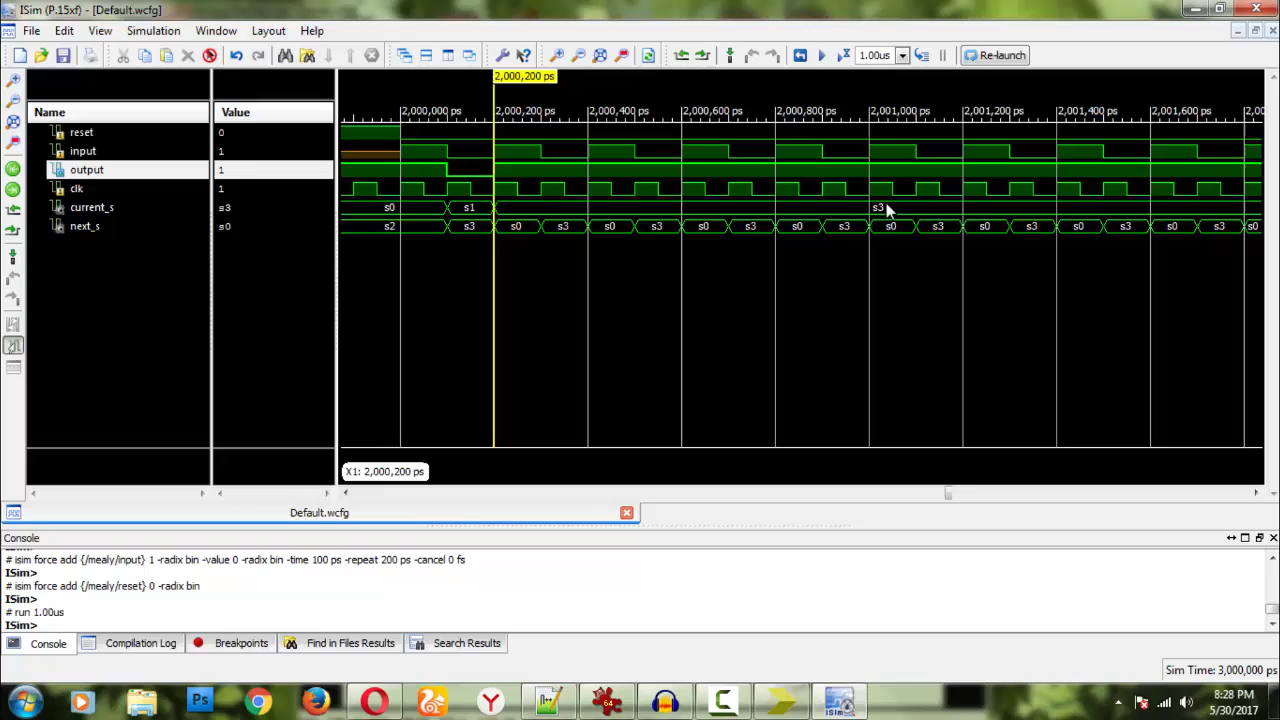 ISim (P.15xf) - [Default.wcfg]
File Edit View Simulation Window Layout Help
1.00us Re-launch
2,000,200 ps
Name Value
2,000,000 ps 2,000,200 ps 2,000,400 ps 2,000,600 ps 2,000,800 ps 2,001,000 ps 2,001,200 ps 2,001,400 ps 2,001,600 ps 2,00
reset 0
input 1
output 1
clk 1
current_s s3 s0 s1 s3
next_s s0 s2 s3 s0 s3 s0 s3 s0 s3 s0 s3 s0 s3 s0 s3 s0 s3 s0 s3 s0
X1: 2,000,200 ps
Default.wcfg
Console
# isim force add {/mealy/input} 1 -radix bin -value 0 -radix bin -time 100 ps -repeat 200 ps -cancel 0 fs
ISim>
# isim force add {/mealy/reset} 0 -radix bin
ISim>
# run 1.00us
ISim>
Console Compilation Log Breakpoints Find in Files Results Search Results
Sim Time: 3,000,000 ps
Ps 64 ISim
8:28 PM
5/30/2017